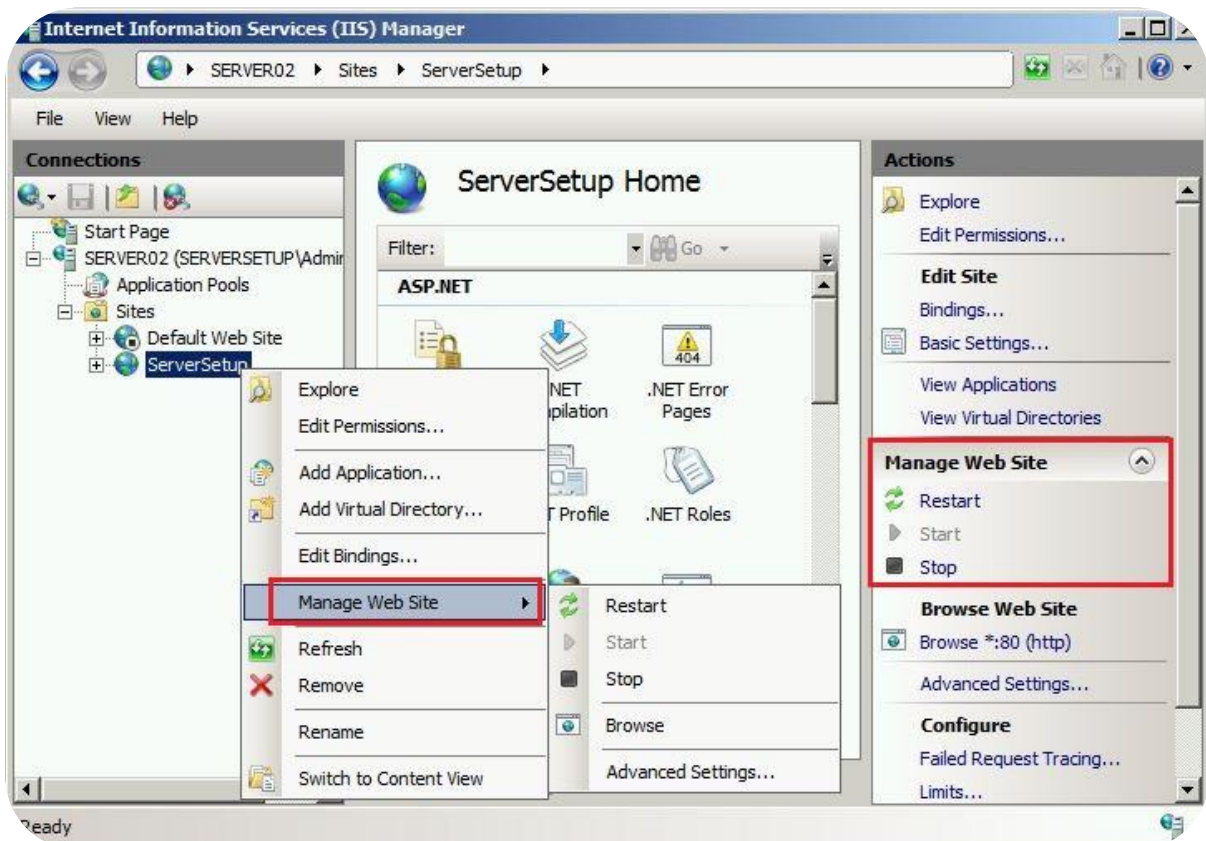 Internet Information Services (IIS) Manager
SERVER02 Sites ServerSetup
File View Help
Connections
Start Page
SERVER02 (SERVERSETUP\Admir
Application Pools
Sites
Default Web Site
ServerSetup
ServerSetup Home
Filter:
Go
ASP.NET
NET
.NET Error
Pages
404
Profile
.NET Roles
Explore
Edit Permissions...
Add Application...
Add Virtual Directory...
Edit Bindings...
Manage Web Site
Refresh
Remove
Rename
Switch to Content View
Restart
Start
Stop
Browse
Advanced Settings...
Actions
Explore
Edit Permissions...
Edit Site
Bindings...
Basic Settings...
View Applications
View Virtual Directories
Manage Web Site
Restart
Start
Stop
Browse Web Site
Browse *:80 (http)
Advanced Settings...
Configure
Failed Request Tracing...
Limits...
Ready